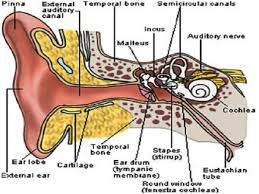 Pinna
External
auditory
canal
Temporal bone
Semicircular canals
Malleus
Incus
Auditory nerve
Cochlea
Ear lobe
External ear
Cartilage
Temporal
bone
Ear drum
(tympanic
membrane)
Stapes
(stirrup)
Round window
(fenestra cochleae)
Eustachian
tube